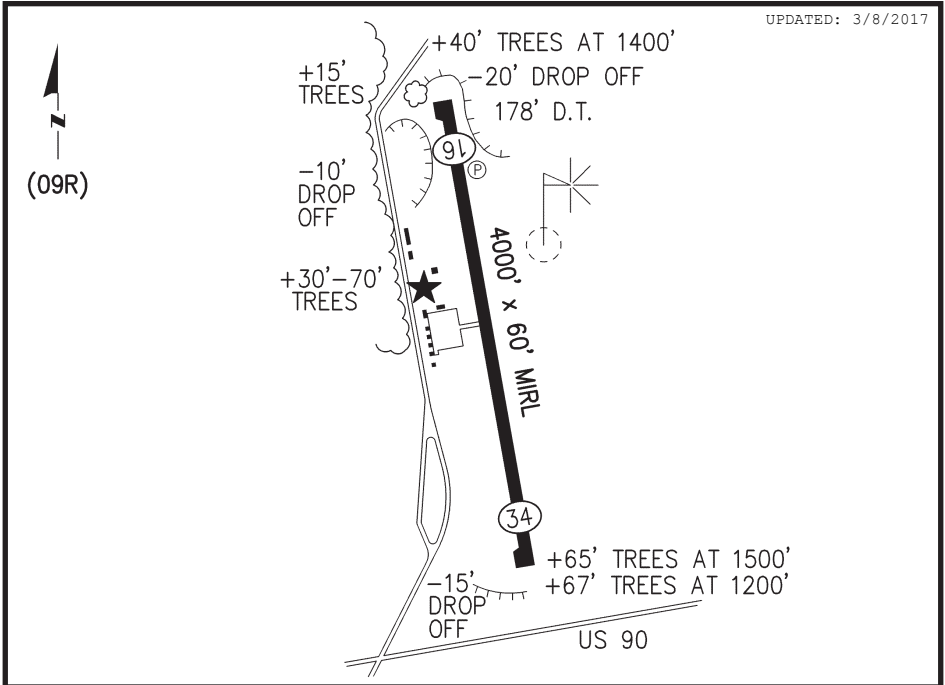 UPDATED: 3/8/2017
+40' TREES AT 1400'
+15'
TREES
-20' DROP OFF
178' D.T.
N
(09R)
-10'
DROP
OFF
16
P
+30'-70'
TREES
4000' x 60' MIRL
34
+65' TREES AT 1500'
+67' TREES AT 1200'
-15'
DROP
OFF
US 90